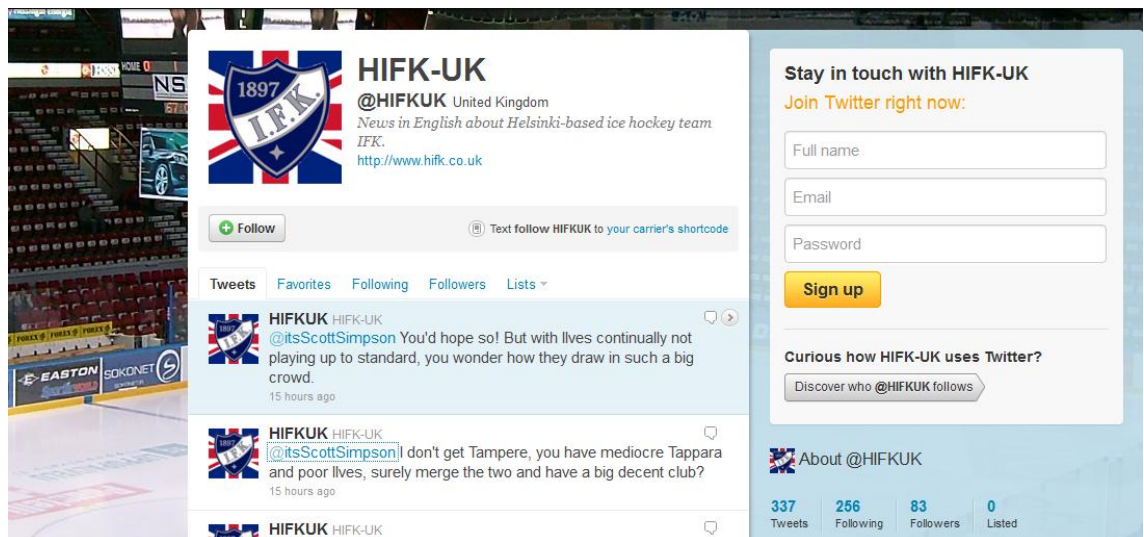 HOME 0
NS
EASTON
SOKONET
1897
I.F.K.
HIFK-UK
@HIFKUK United Kingdom
News in English about Helsinki-based ice hockey team
IFK.
http://www.hifk.co.uk
Follow
Text follow HIFKUK to your carrier's shortcode
Tweets Favorites Following Followers Lists
HIFKUK HIFK-UK
@itsScottSimpson You'd hope so! But with Ilves continually not
playing up to standard, you wonder how they draw in such a big
crowd.
15 hours ago
HIFKUK HIFK-UK
@itsScottSimpson I don't get Tampere, you have mediocre Tappara
and poor Ilves, surely merge the two and have a big decent club?
15 hours ago
HIFKUK HIFK-UK
Stay in touch with HIFK-UK
Join Twitter right now:
Full name
Email
Password
Sign up
Curious how HIFK-UK uses Twitter?
Discover who @HIFKUK follows
About @HIFKUK
337 256 83 0
Tweets Following Followers Listed